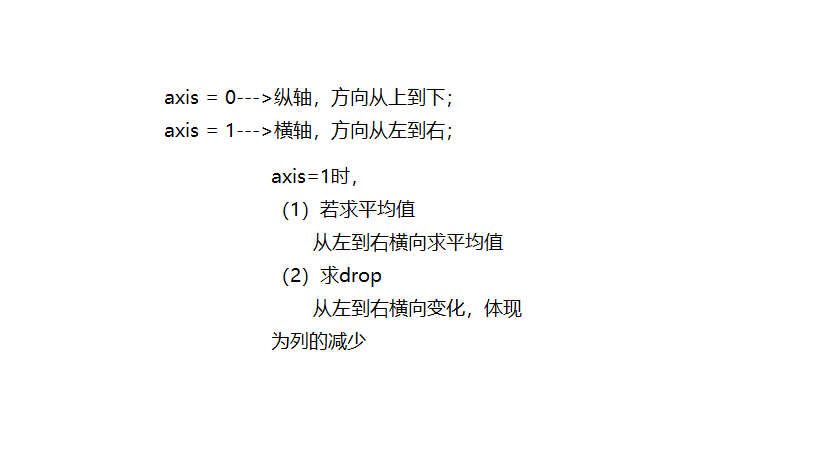 axis = 0--->纵轴，方向从上到下；
axis = 1--->横轴，方向从左到右；
axis=1时，
（1）若求平均值
从左到右横向求平均值
（2）求drop
从左到右横向变化，体现
为列的减少